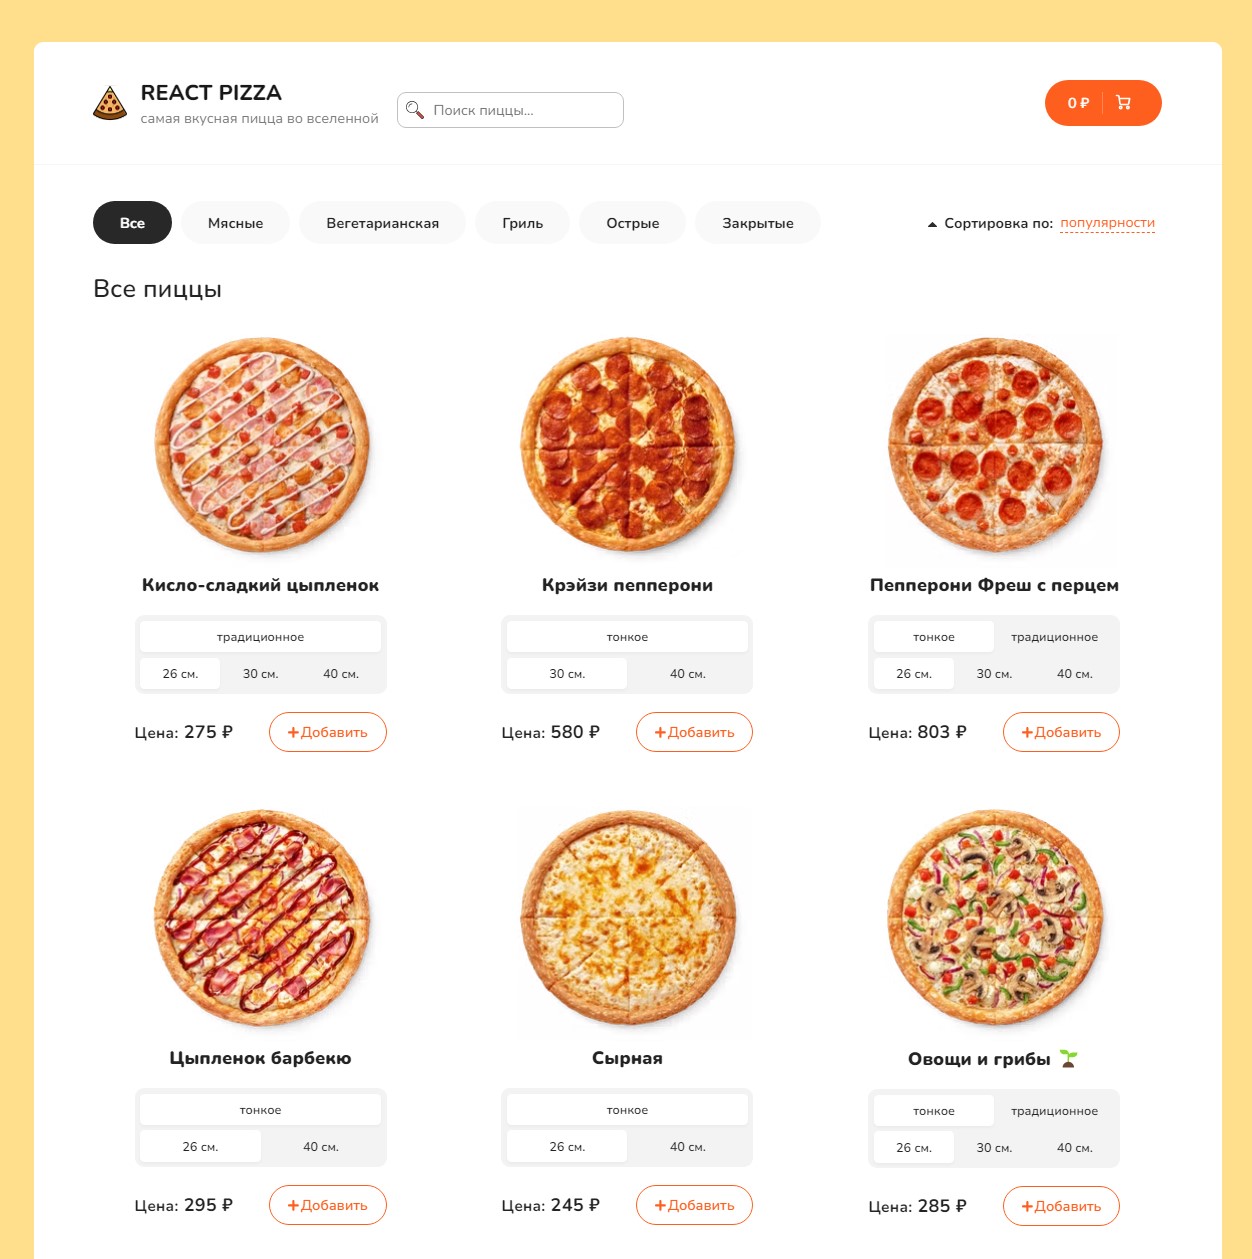 REACT PIZZA
самая вкусная пицца во вселенной
Поиск пиццы...
0 ₽
Все
Мясные
Вегетарианская
Гриль
Острые
Закрытые
Сортировка по: популярности
Все пиццы
Кисло-сладкий цыпленок
традиционное
26 см. 30 см. 40 см.
Цена: 275 ₽
+Добавить
Крэйзи пепперони
тонкое
30 см. 40 см.
Цена: 580 ₽
+Добавить
Пепперони Фреш с перцем
тонкое традиционное
26 см. 30 см. 40 см.
Цена: 803 ₽
+Добавить
Цыпленок барбекю
тонкое
26 см. 40 см.
Цена: 295 ₽
+Добавить
Сырная
тонкое
26 см. 40 см.
Цена: 245 ₽
+Добавить
Овощи и грибы 🌱
тонкое традиционное
26 см. 30 см. 40 см.
Цена: 285 ₽
+Добавить